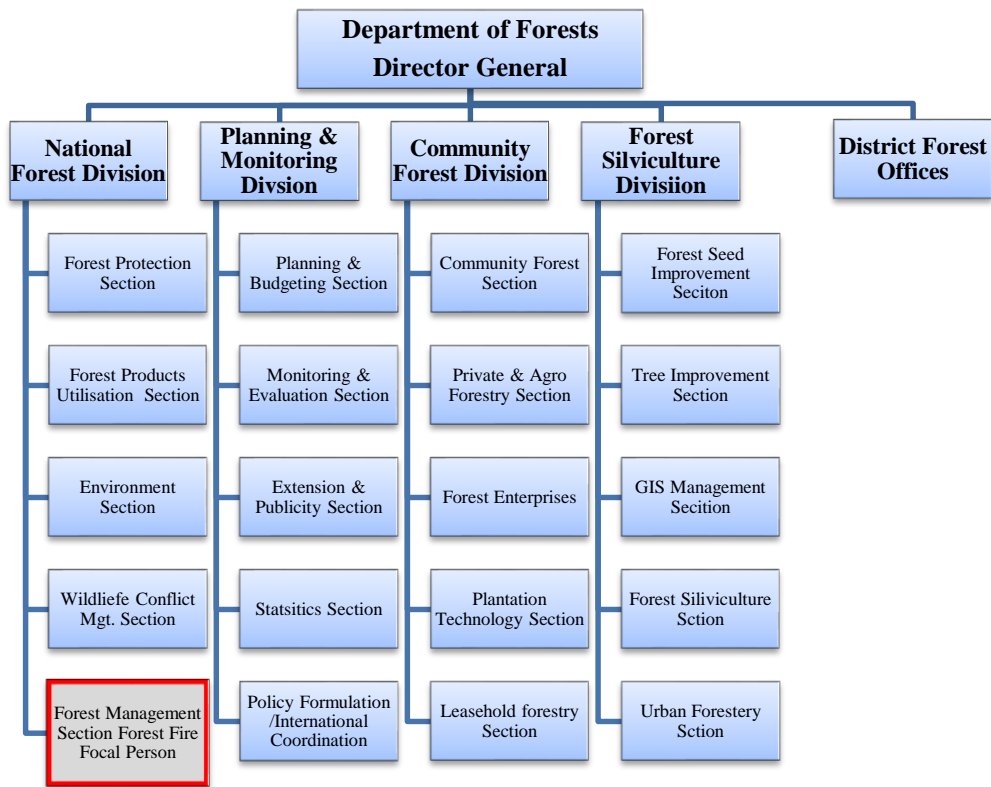 Department of Forests
Director General
National
Forest Division
Planning &
Monitoring
Divsion
Community
Forest Division
Forest
Silviculture
Divisiion
District Forest
Offices
Forest Protection
Section
Forest Products
Utilisation Section
Environment
Section
Wildliefe Conflict
Mgt. Section
Forest Management
Section Forest Fire
Focal Person
Planning &
Budgeting Section
Monitoring &
Evaluation Section
Extension &
Publicity Section
Statsitics Section
Policy Formulation
/International
Coordination
Community Forest
Section
Private & Agro
Forestry Section
Forest Enterprises
Plantation
Technology Section
Leasehold forestry
Section
Forest Seed
Improvement
Seciton
Tree Improvement
Section
GIS Management
Secition
Forest Siliviculture
Sction
Urban Forestery
Sction